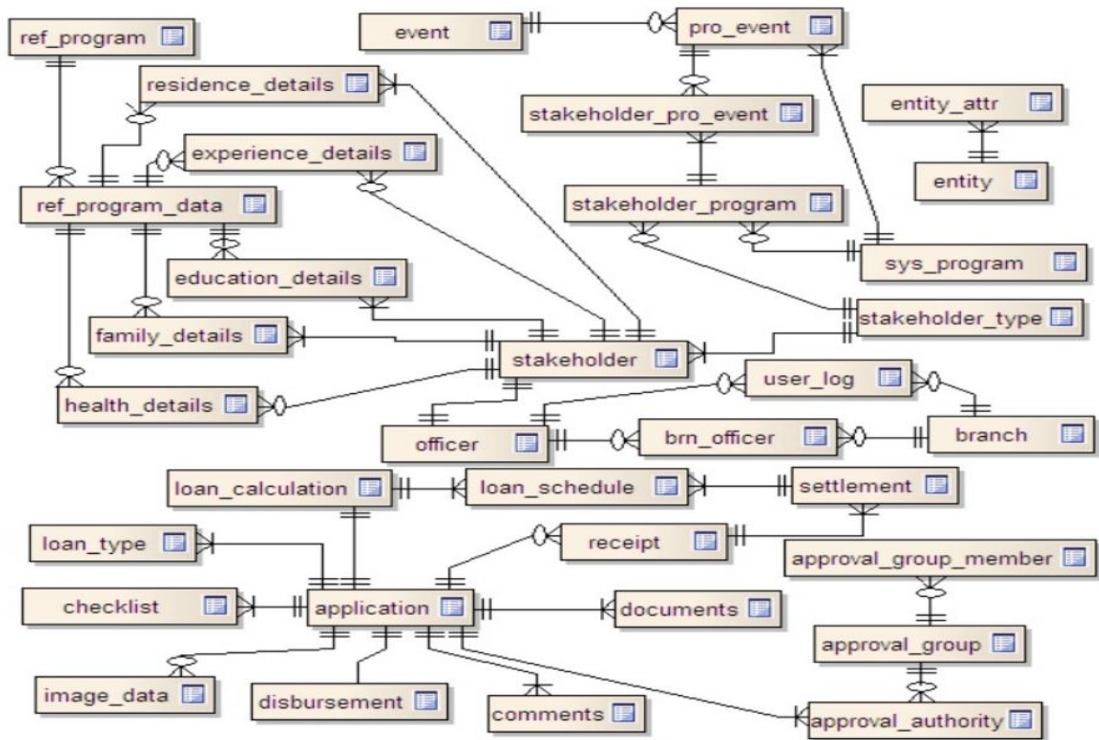 ref_program
event
pro_event
residence_details
entity_attr
stakeholder_pro_event
experience_details
entity
ref_program_data
stakeholder_program
sys_program
education_details
stakeholder_type
family_details
stakeholder
user_log
health_details
officer
brn_officer
branch
loan_calculation
loan_schedule
settlement
loan_type
receipt
approval_group_member
checklist
application
documents
approval_group
image_data
disbursement
comments
approval_authority